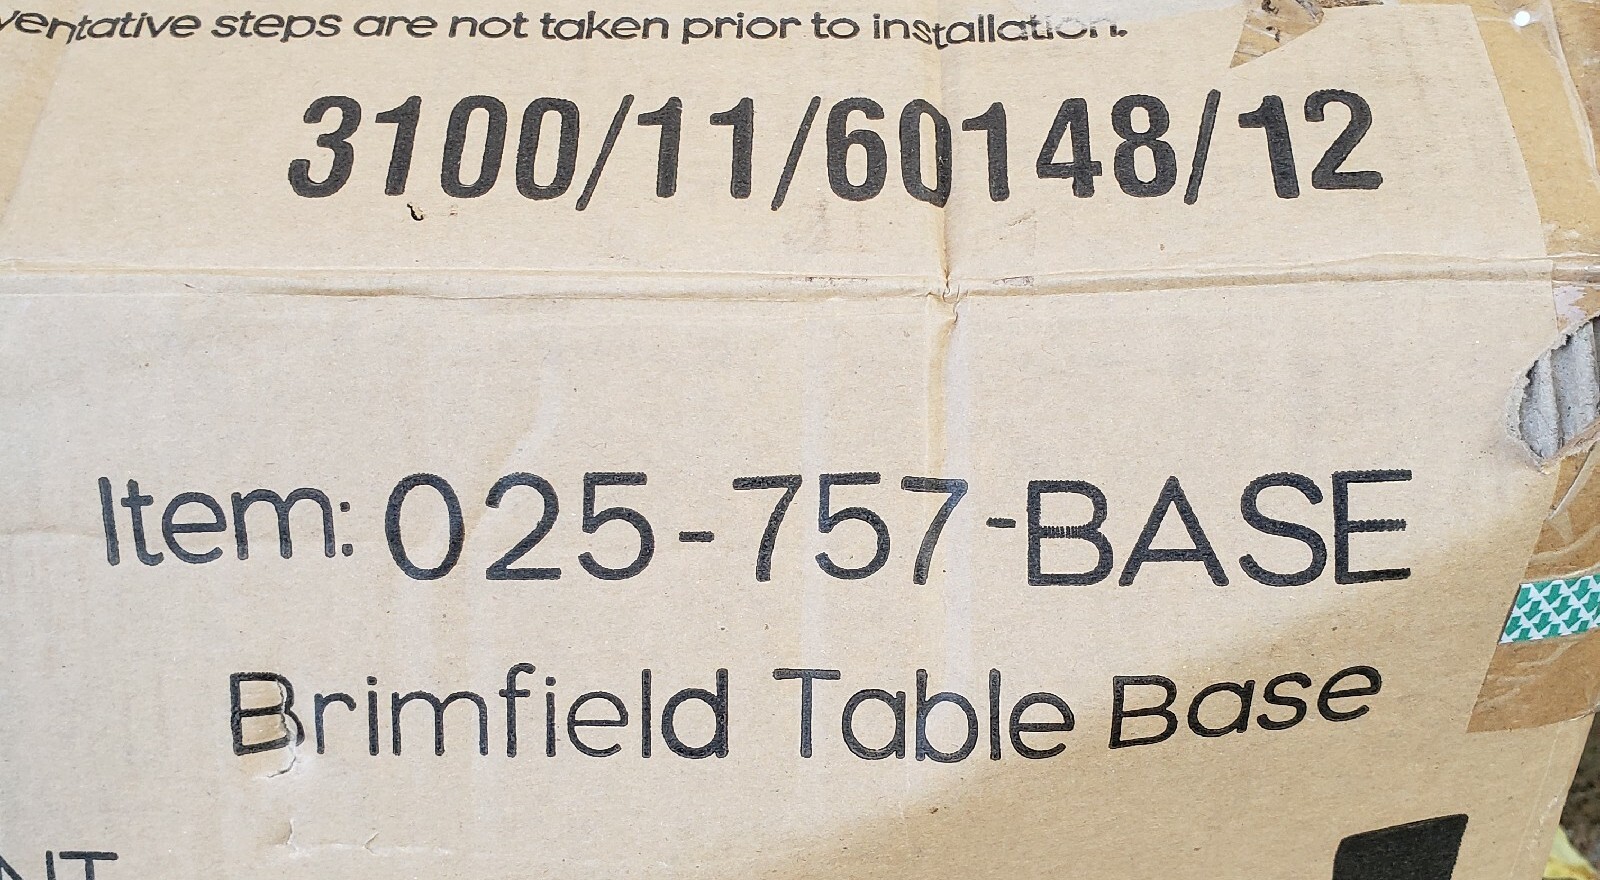 ventative steps are not taken prior to installation.
3100/11/60148/12
Item: 025-757-BASE
Brimfield Table Base
NT